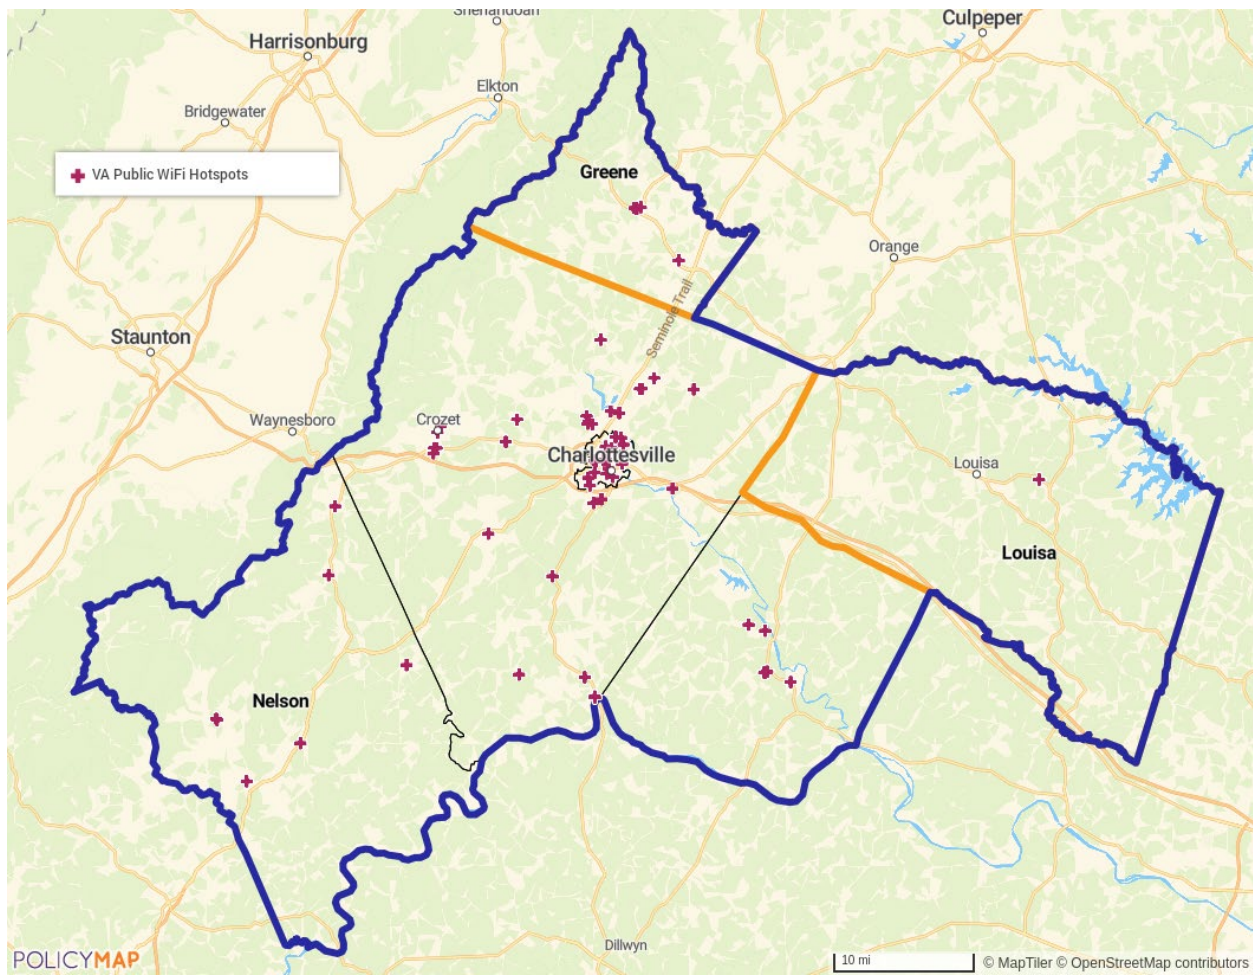 Shenandoah
Culpeper
Harrisonburg
Elkton
Bridgewater
VA Public WiFi Hotspots
Greene
Orange
Seminole Trail
Staunton
Waynesboro
Crozet
Charlottesville
Louisa
Louisa
Nelson
Dillwyn
POLICYMAP
10 mi
© MapTiler © OpenStreetMap contributors